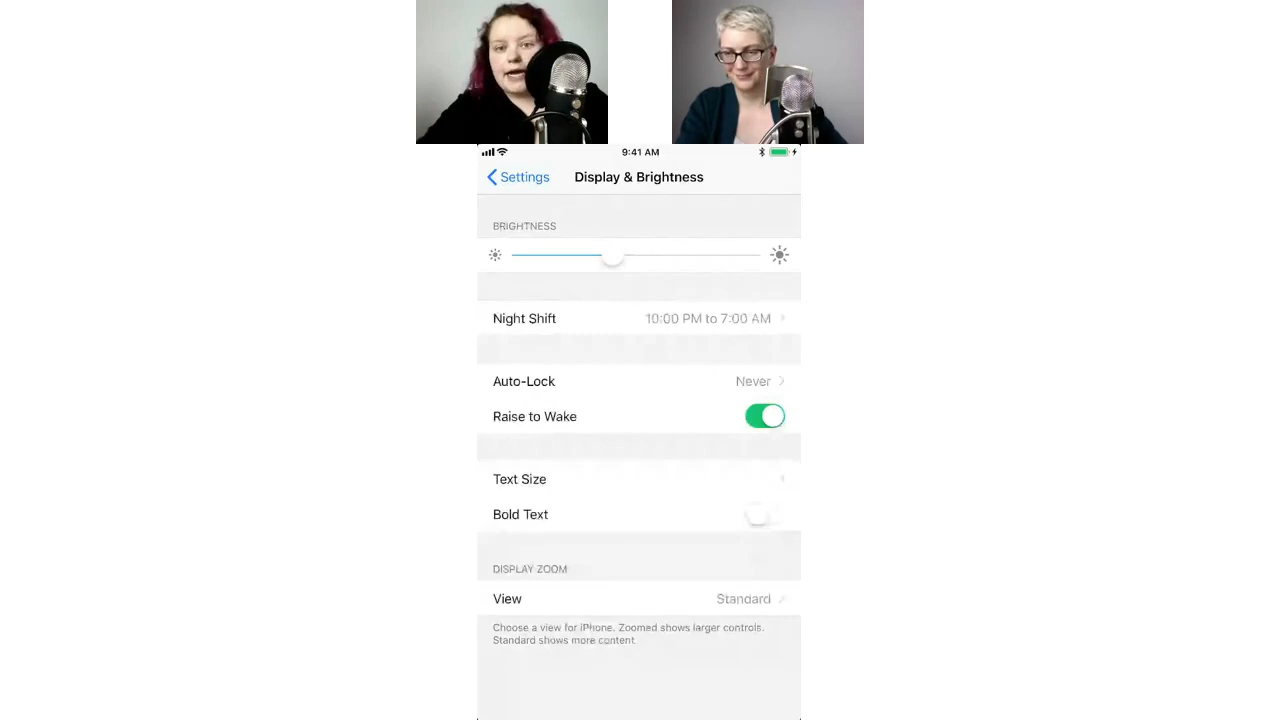 9:41 AM
Settings
Display & Brightness
BRIGHTNESS
Night Shift 10:00 PM to 7:00 AM
Auto-Lock Never
Raise to Wake
Text Size
Bold Text
DISPLAY ZOOM
View Standard
Choose a view for iPhone. Zoomed shows larger controls.
Standard shows more content.